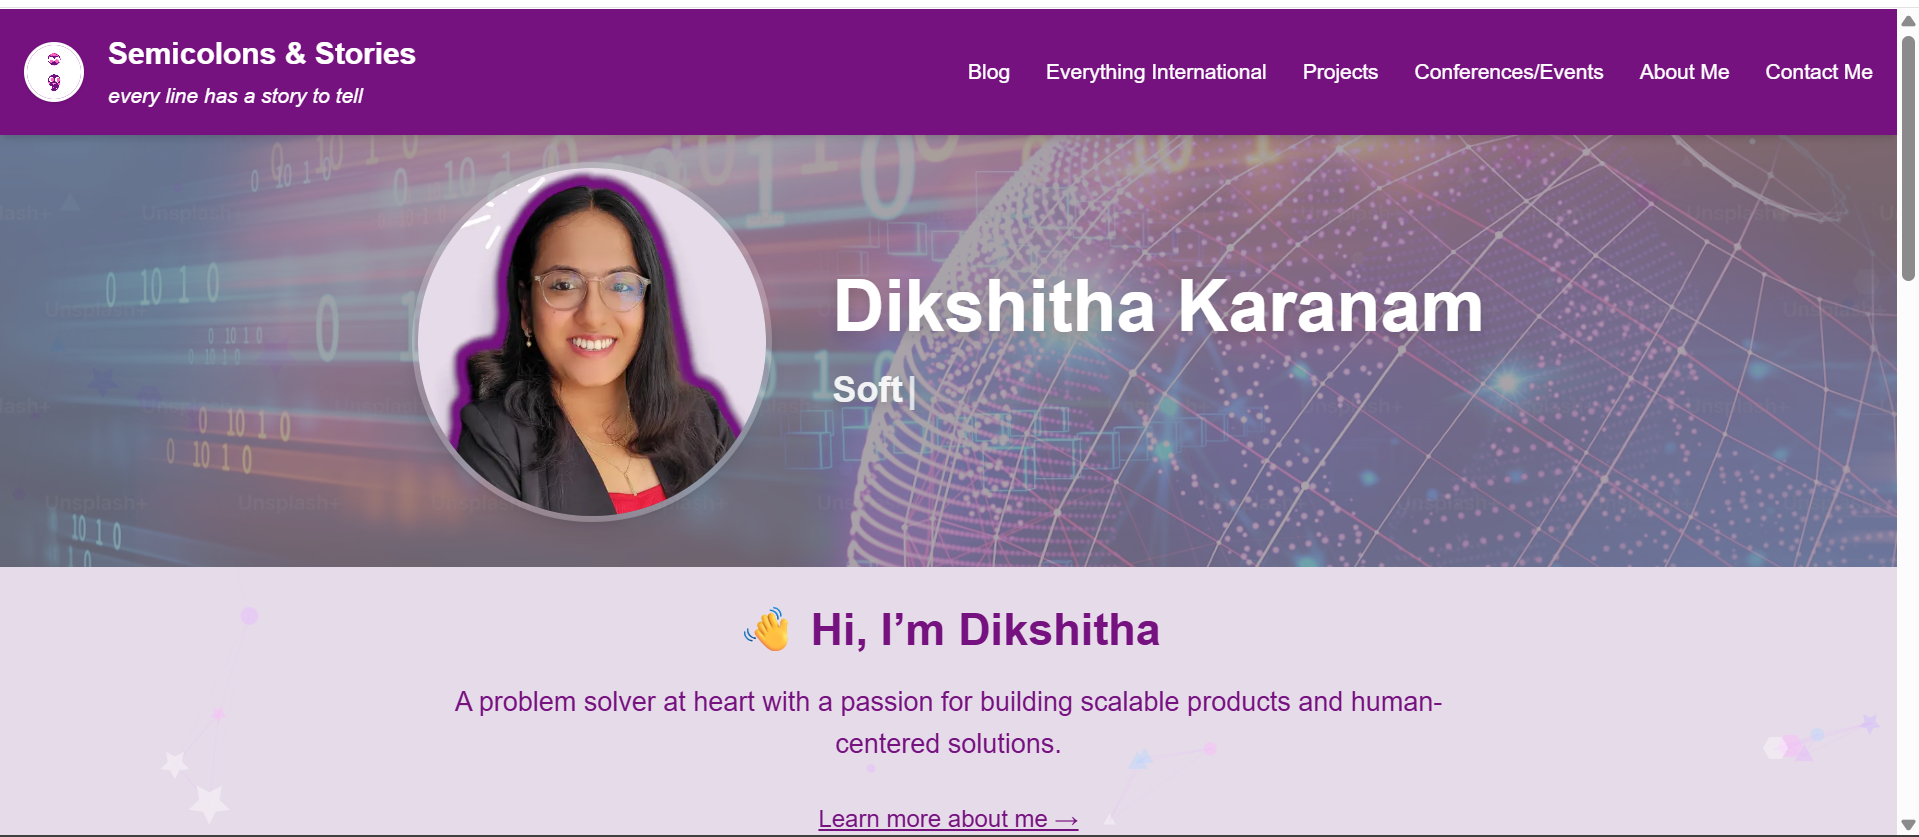 Semicolons & Stories
every line has a story to tell
Blog Everything International Projects Conferences/Events About Me Contact Me
Dikshitha Karanam
Soft|
👋 Hi, I’m Dikshitha
A problem solver at heart with a passion for building scalable products and human-
centered solutions.
Learn more about me →